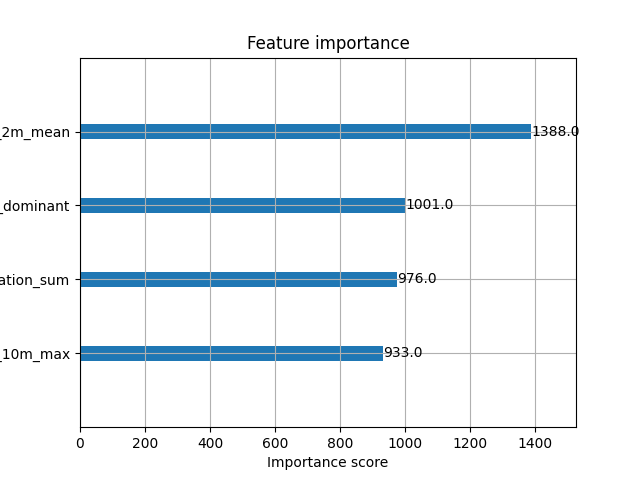 Feature importance
_2m_mean
1388.0
_dominant
1001.0
ation_sum
976.0
_10m_max
933.0
0 200 400 600 800 1000 1200 1400
Importance score